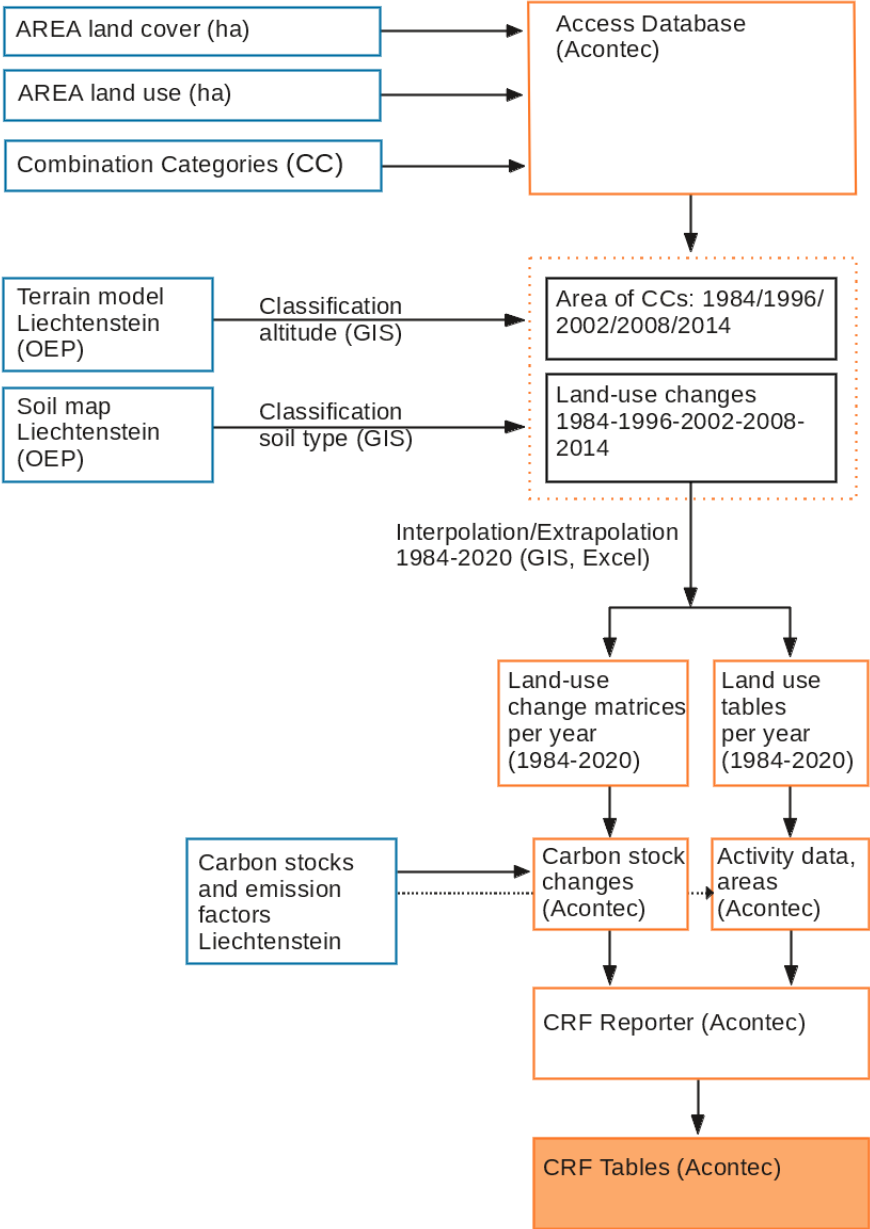 AREA land cover (ha)
Access Database
(Acontec)
AREA land use (ha)
Combination Categories (CC)
Terrain model
Liechtenstein
(OEP)
Classification
altitude (GIS)
Area of CCs: 1984/1996/
2002/2008/2014
Soil map
Liechtenstein
(OEP)
Classification
soil type (GIS)
Land-use changes
1984-1996-2002-2008-
2014
Interpolation/Extrapolation
1984-2020 (GIS, Excel)
Land-use
change matrices
per year
(1984-2020)
Land use
tables
per year
(1984-2020)
Carbon stocks
and emission
factors
Liechtenstein
Carbon stock
changes
(Acontec)
Activity data,
areas
(Acontec)
CRF Reporter (Acontec)
CRF Tables (Acontec)